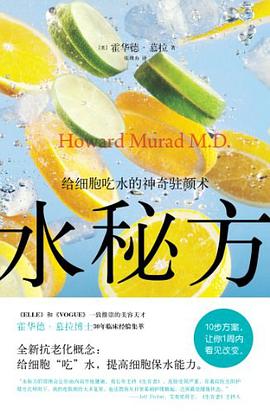 [美] 霍华德·慕拉 著
Howard Murad M.D.
给细胞吃水的神奇驻颜术
水秘方
《ELLE》和《VOGUE》一致推崇的美容天才
霍华德·慕拉博士30年临床经验集萃
全新抗老化概念：
给细胞“吃”水，提高细胞保水能力。
10步方案，
让你1周内
看见改变。